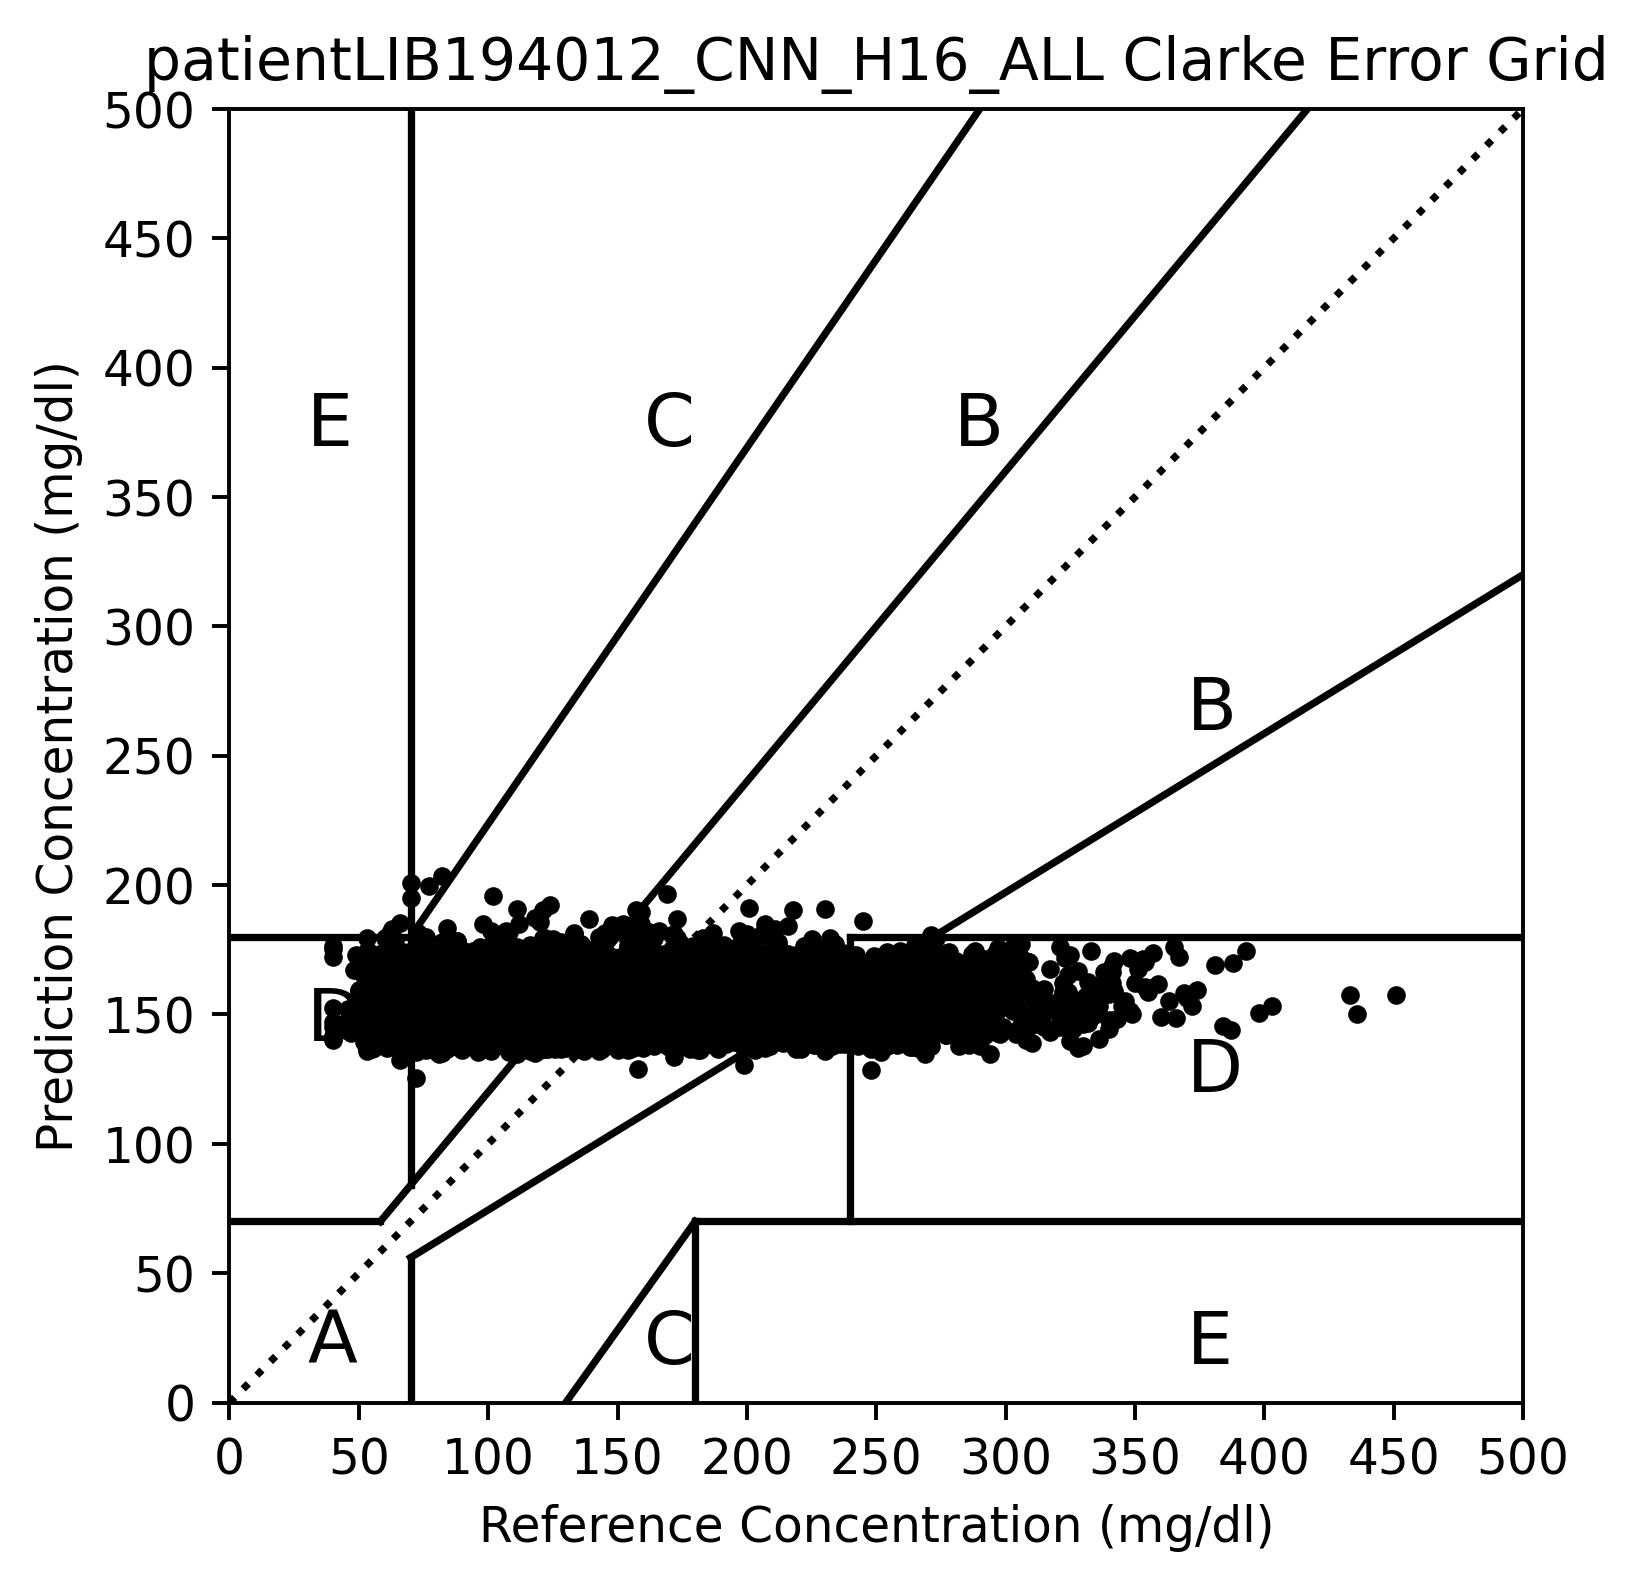 patientLIB194012_CNN_H16_ALL Clarke Error Grid
500
450
400
350
300
250
200
150
100
50
0
Prediction Concentration (mg/dl)
E
C
B
B
D
D
A
C
E
0 50 100 150 200 250 300 350 400 450 500
Reference Concentration (mg/dl)